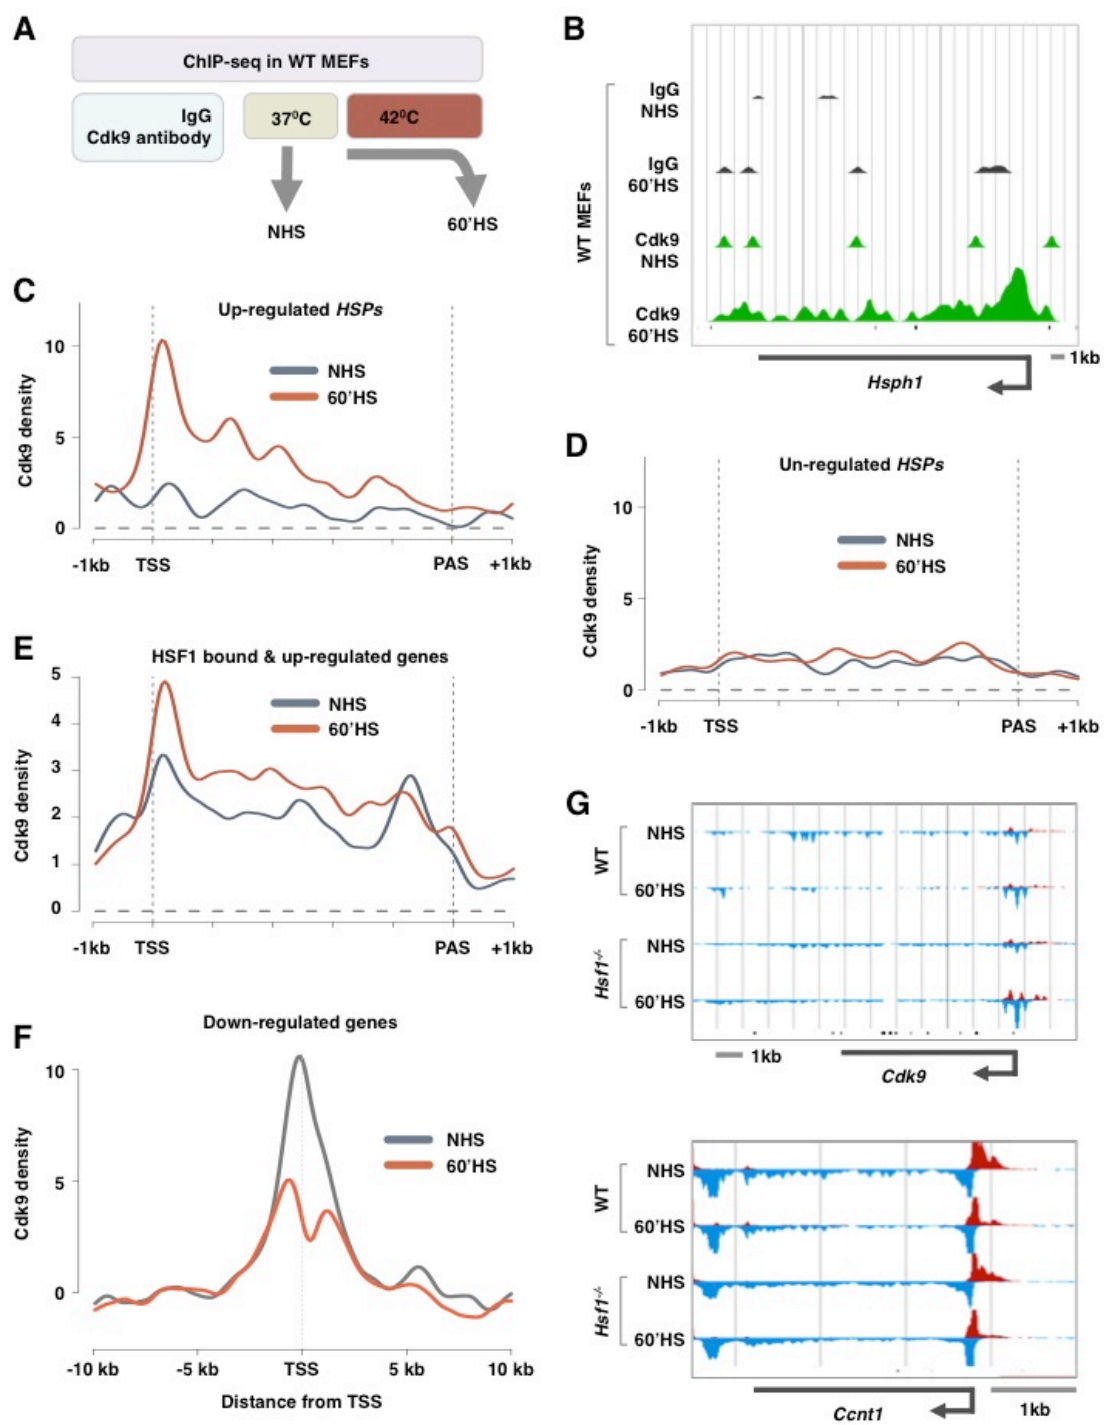 A
ChIP-seq in WT MEFs
IgG
Cdk9 antibody
37⁰C
42⁰C
NHS
60'HS
B
WT MEFs
IgG
NHS
IgG
60'HS
Cdk9
NHS
Cdk9
60'HS
1kb
Hsph1
C
Up-regulated HSPs
Cdk9 density
10
5
0
NHS
60'HS
-1kb TSS PAS +1kb
D
Un-regulated HSPs
Cdk9 density
10
5
0
NHS
60'HS
-1kb TSS PAS +1kb
E
HSF1 bound & up-regulated genes
Cdk9 density
5
4
3
2
1
0
NHS
60'HS
-1kb TSS PAS +1kb
F
Down-regulated genes
Cdk9 density
10
5
0
NHS
60'HS
-10 kb -5 kb TSS 5 kb 10 kb
Distance from TSS
G
WT
NHS
60'HS
Hsf1-/-
NHS
60'HS
1kb
Cdk9
WT
NHS
60'HS
Hsf1-/-
NHS
60'HS
Ccnt1
1kb